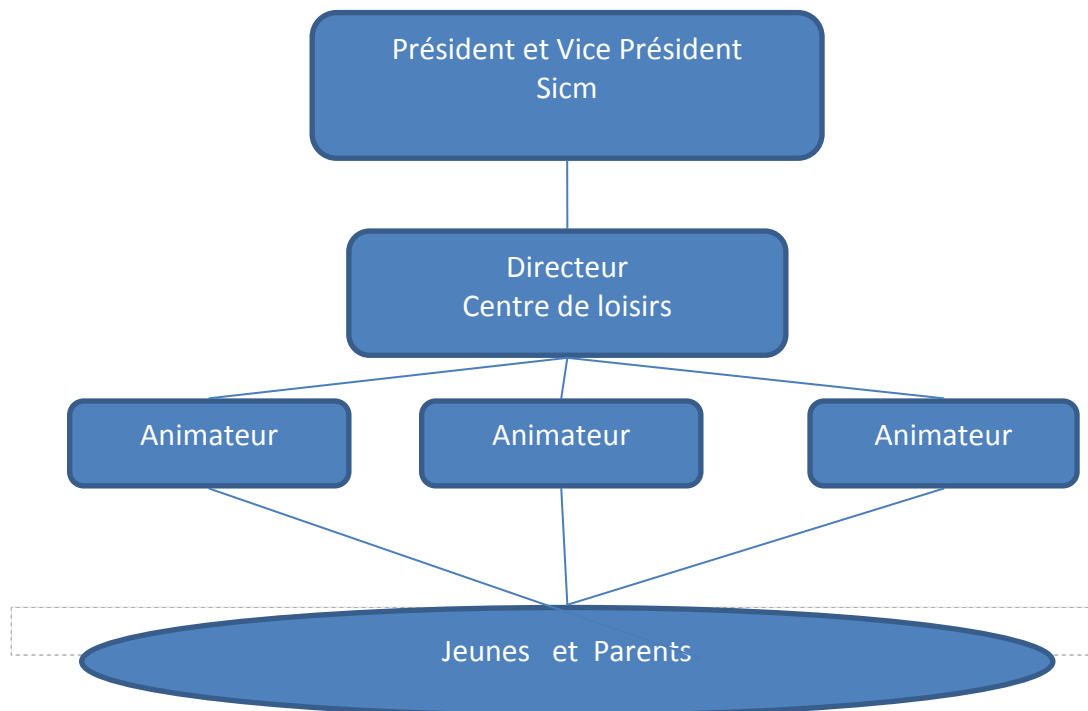 Président et Vice Président
Sicm
Directeur
Centre de loisirs
Animateur
Animateur
Animateur
Jeunes et Parents